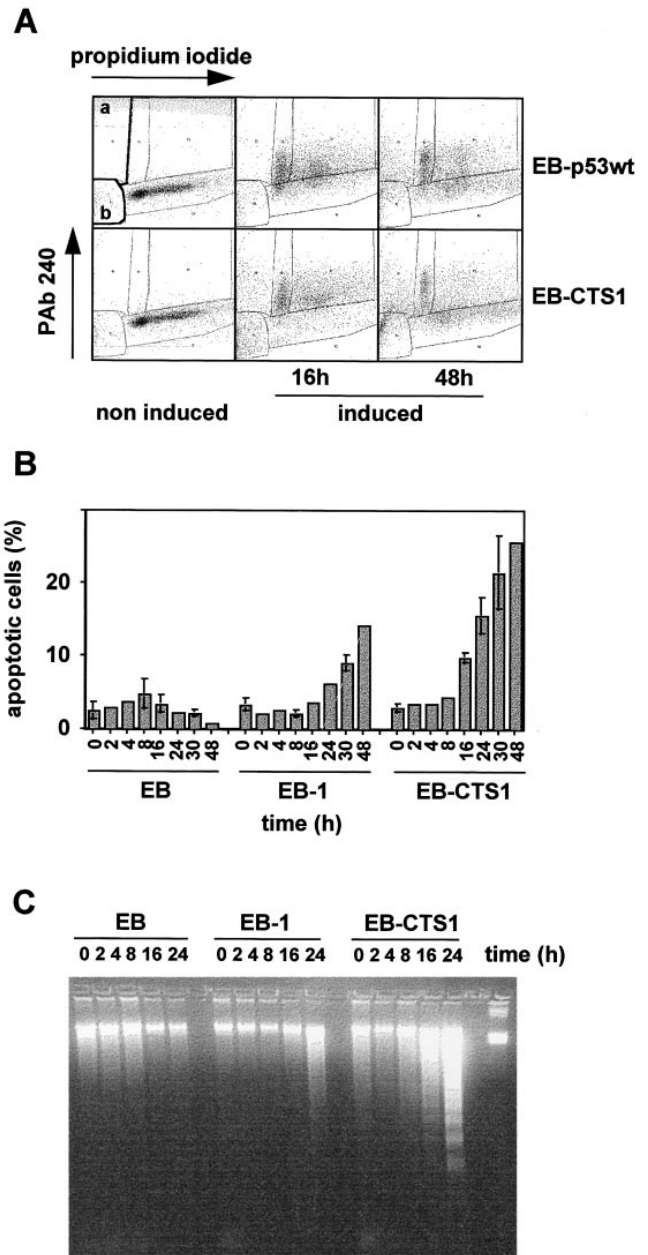 A
propidium iodide
a
b
PAb 240
EB-p53wt
EB-CTS1
16h 48h
non induced induced
B
apoptotic cells (%)
20
10
0
0 2 4 8 16 24 30 48 0 2 4 8 16 24 30 48 0 2 4 8 16 24 30 48
EB EB-1 EB-CTS1
time (h)
C
EB EB-1 EB-CTS1
0 2 4 8 16 24 0 2 4 8 16 24 0 2 4 8 16 24 time (h)